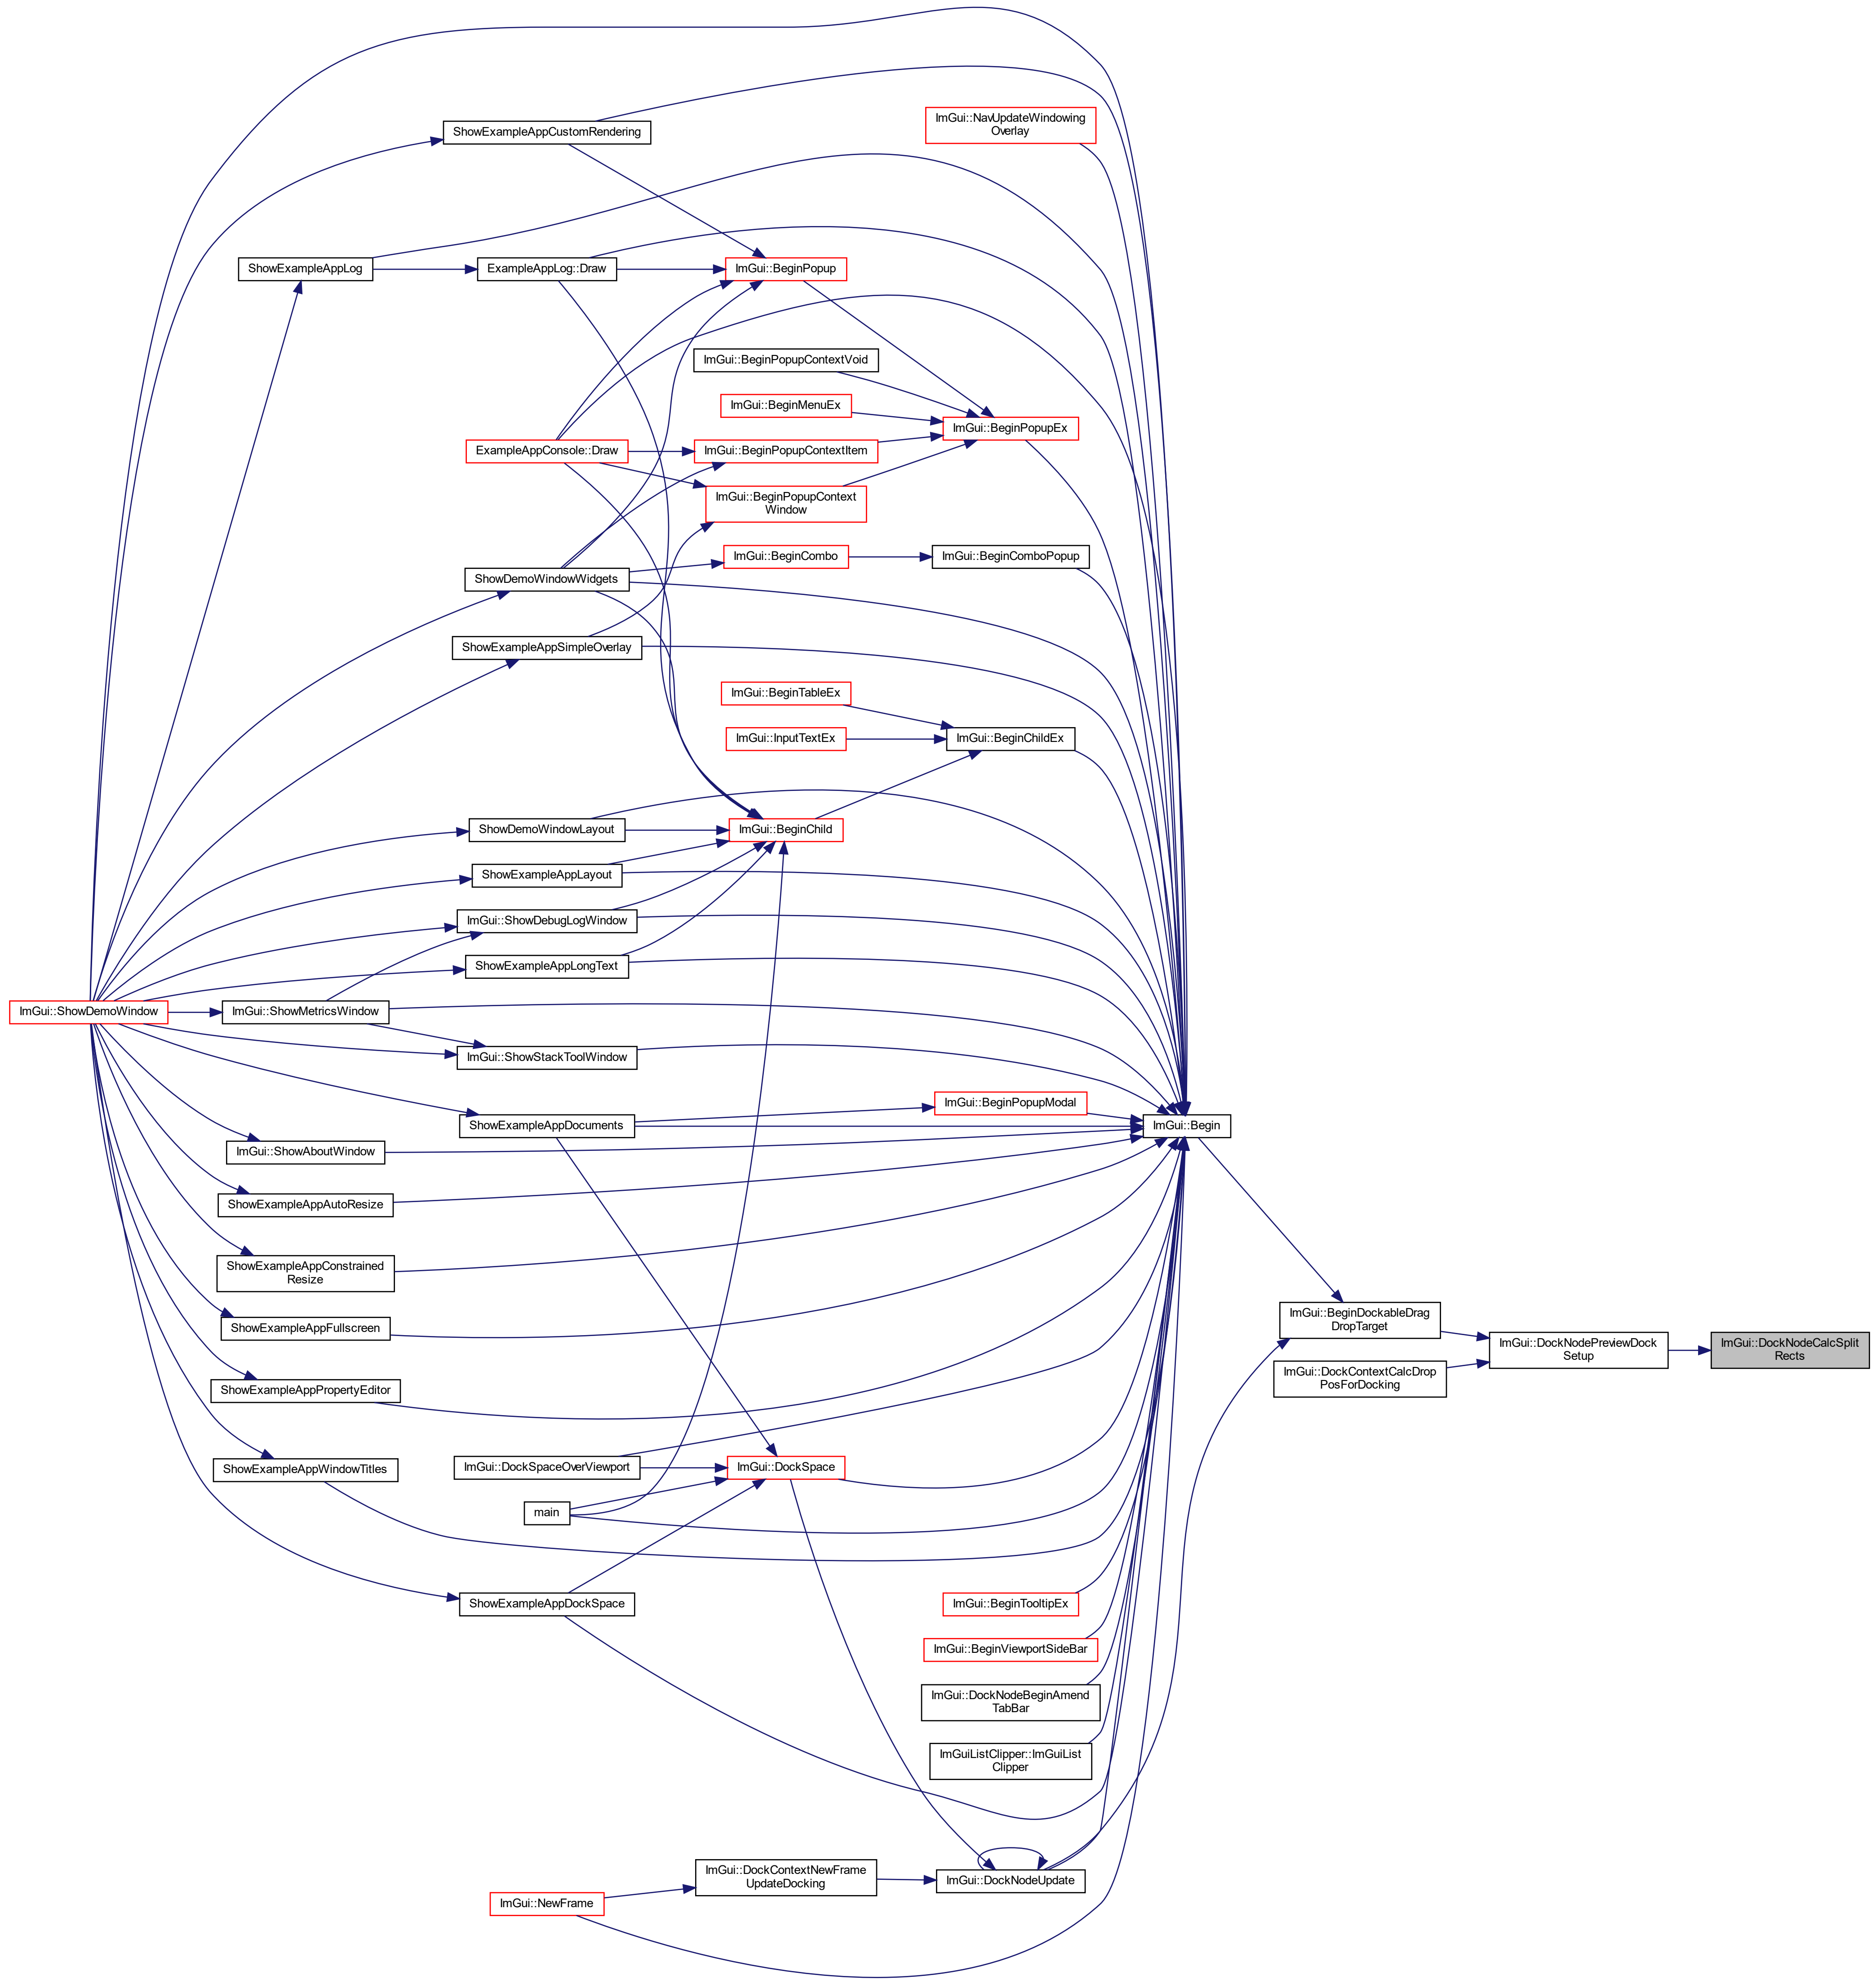 ImGui::NavUpdateWindowing
Overlay
ShowExampleAppCustomRendering
ShowExampleAppLog
ExampleAppLog::Draw
ImGui::BeginPopup
ImGui::BeginPopupContextVoid
ImGui::BeginMenuEx
ImGui::BeginPopupEx
ExampleAppConsole::Draw
ImGui::BeginPopupContextItem
ImGui::BeginPopupContext
Window
ImGui::BeginCombo
ImGui::BeginComboPopup
ShowDemoWindowWidgets
ShowExampleAppSimpleOverlay
ImGui::BeginTableEx
ImGui::InputTextEx
ImGui::BeginChildEx
ShowDemoWindowLayout
ImGui::BeginChild
ShowExampleAppLayout
ImGui::ShowDebugLogWindow
ShowExampleAppLongText
ImGui::ShowDemoWindow
ImGui::ShowMetricsWindow
ImGui::ShowStackToolWindow
ImGui::BeginPopupModal
ShowExampleAppDocuments
ImGui::Begin
ImGui::ShowAboutWindow
ShowExampleAppAutoResize
ShowExampleAppConstrained
Resize
ShowExampleAppFullscreen
ImGui::BeginDockableDrag
DropTarget
ImGui::DockNodePreviewDock
Setup
ImGui::DockNodeCalcSplit
Rects
ImGui::DockContextCalcDrop
PosForDocking
ShowExampleAppPropertyEditor
ShowExampleAppWindowTitles
ImGui::DockSpaceOverViewport
ImGui::DockSpace
main
ShowExampleAppDockSpace
ImGui::BeginTooltipEx
ImGui::BeginViewportSideBar
ImGui::DockNodeBeginAmend
TabBar
ImGuiListClipper::ImGuiList
Clipper
ImGui::DockContextNewFrame
UpdateDocking
ImGui::DockNodeUpdate
ImGui::NewFrame